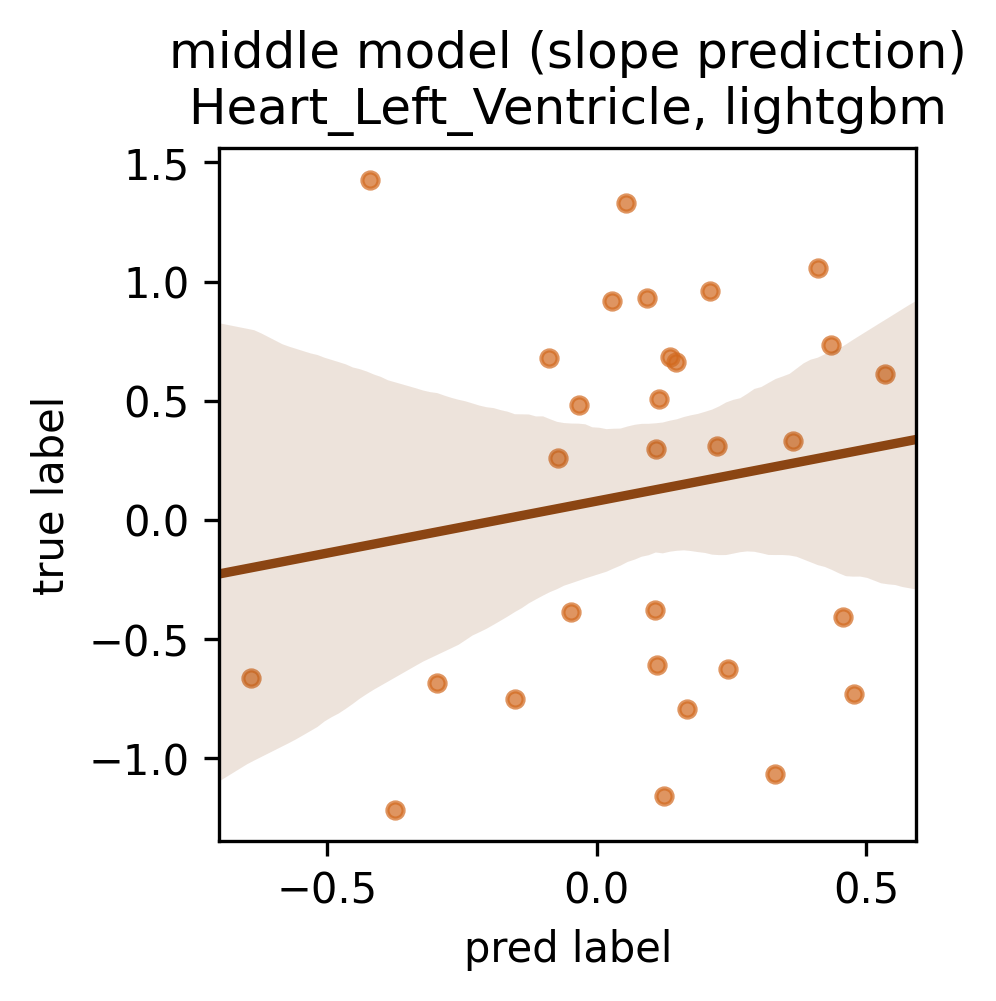 middle model (slope prediction)
Heart_Left_Ventricle, lightgbm
1.5
1.0
0.5
0.0
−0.5
−1.0
true label
−0.5
0.0
0.5
pred label